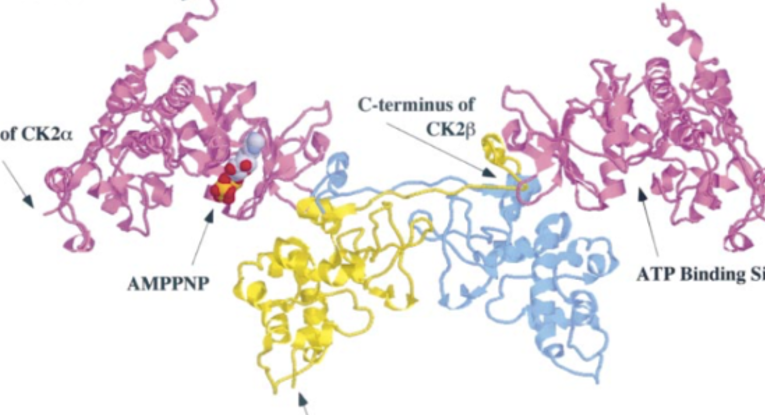 C-terminus of
CK2β
of CK2α
AMPPNP
ATP Binding Si